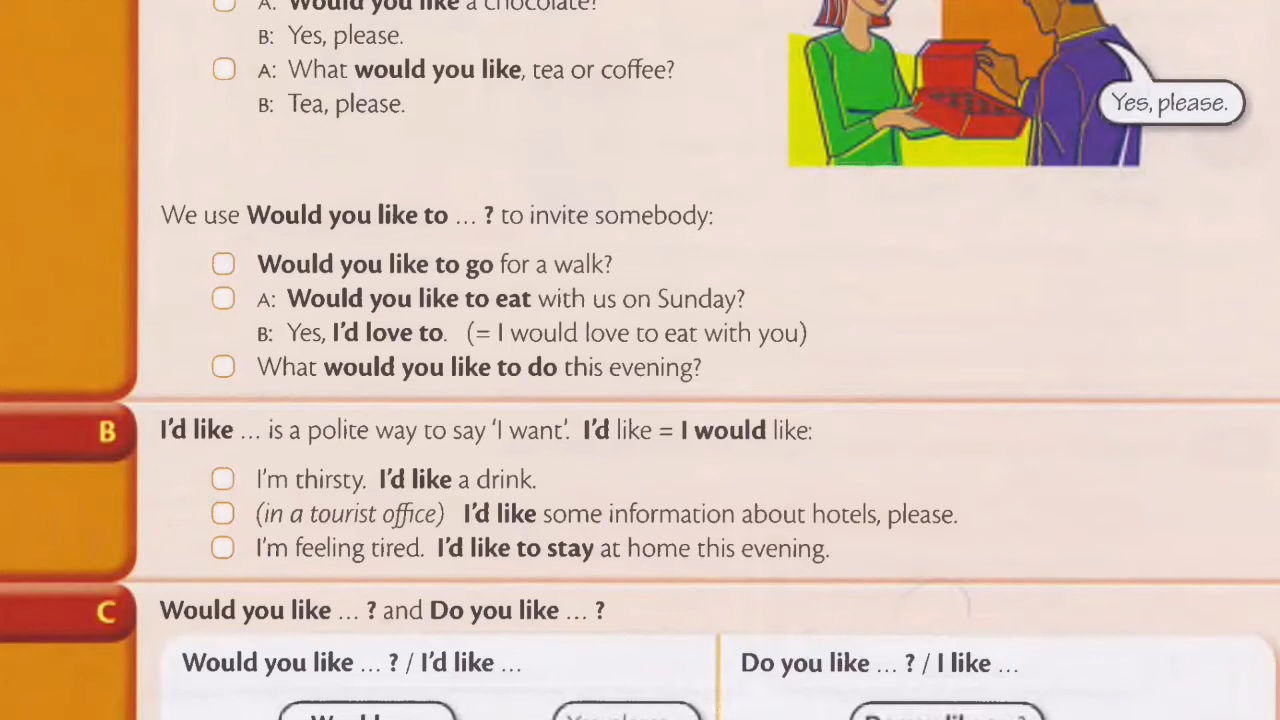 A: Would you like a chocolate?
B: Yes, please.
A: What would you like, tea or coffee?
B: Tea, please.
Yes, please.
We use Would you like to … ? to invite somebody:
Would you like to go for a walk?
A: Would you like to eat with us on Sunday?
B: Yes, I'd love to. (= I would love to eat with you)
What would you like to do this evening?
B
I'd like … is a polite way to say 'I want'. I'd like = I would like:
I'm thirsty. I'd like a drink.
(in a tourist office) I'd like some information about hotels, please.
I'm feeling tired. I'd like to stay at home this evening.
C
Would you like … ? and Do you like … ?
Would you like … ? / I'd like …
Do you like … ? / I like …